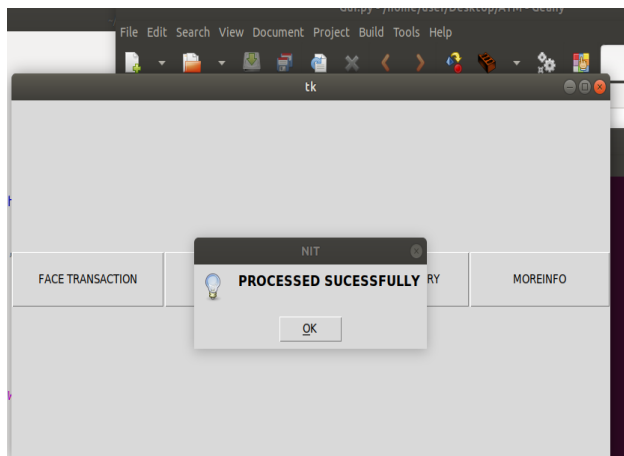 File Edit Search View Document Project Build Tools Help
tk
NIT
PROCESSED SUCESSFULLY
FACE TRANSACTION
RY
MOREINFO
OK